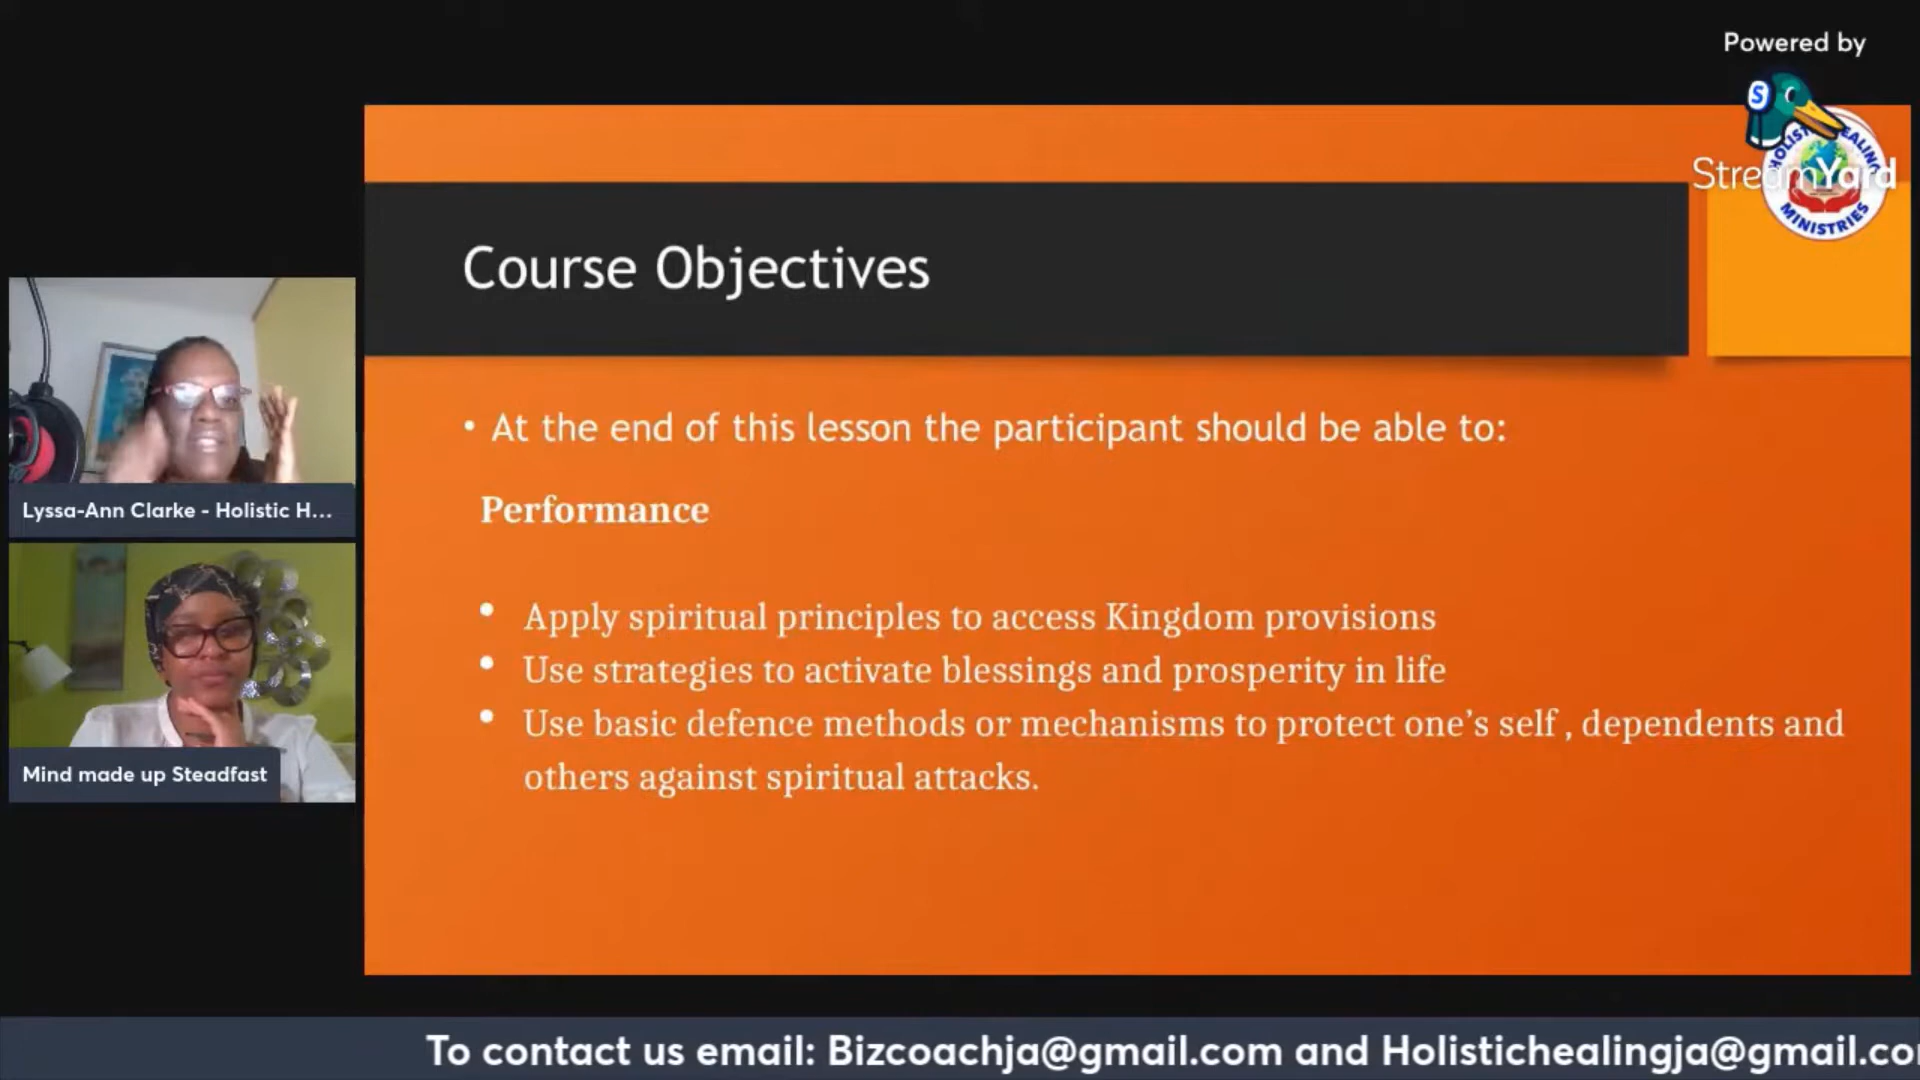 Powered by
StreamYard
HOLISTIC HEALING
MINISTRIES
Course Objectives
• At the end of this lesson the participant should be able to:
Performance
• Apply spiritual principles to access Kingdom provisions
• Use strategies to activate blessings and prosperity in life
• Use basic defence methods or mechanisms to protect one’s self , dependents and
others against spiritual attacks.
Lyssa-Ann Clarke - Holistic H...
Mind made up Steadfast
To contact us email: Bizcoachja@gmail.com and Holistichealingja@gmail.co